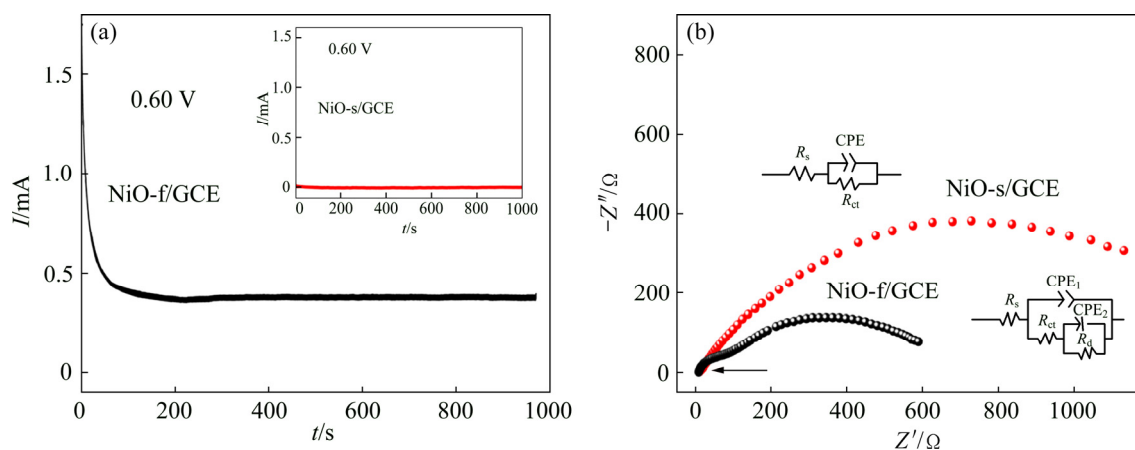 (a)
0.60 V
NiO-f/GCE
I/mA
1.5
1.0
0.5
0
0
200
400
600
800
1000
t/s
0.60 V
NiO-s/GCE
I/mA
1.5
1.0
0.5
0
200
400
600
800
1000
t/s
(b)
−Z″/Ω
800
600
400
200
0
0
200
400
600
800
1000
Z′/Ω
CPE
Rs
Rct
NiO-s/GCE
NiO-f/GCE
CPE1
Rs
CPE2
Rct
Rd